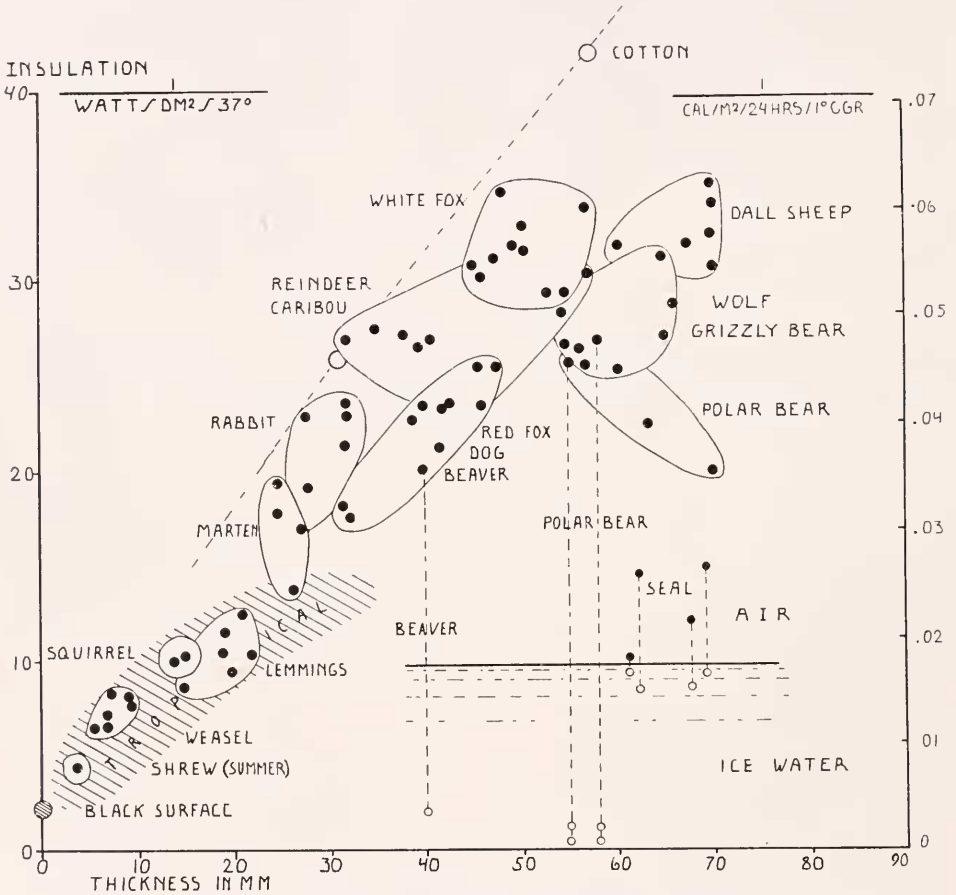 COTTON
INSULATION
40
WATTS/DM2/37°
CAL/M²/24HRS/1°CGR
.07
WHITE FOX
DALL SHEEP
.06
REINDEER
CARIBOU
30
WOLF
GRIZZLY BEAR
.05
RABBIT
POLAR BEAR
.04
RED FOX
DOG
BEAVER
20
MARTEN
POLAR BEAR
.03
SEAL
AIR
TROPICAL
BEAVER
SQUIRREL
10
LEMMINGS
.02
WEASEL
.01
SHREW (SUMMER)
ICE WATER
BLACK SURFACE
0
0
0 10 20 30 40 50 60 70 80 90
THICKNESS IN MM